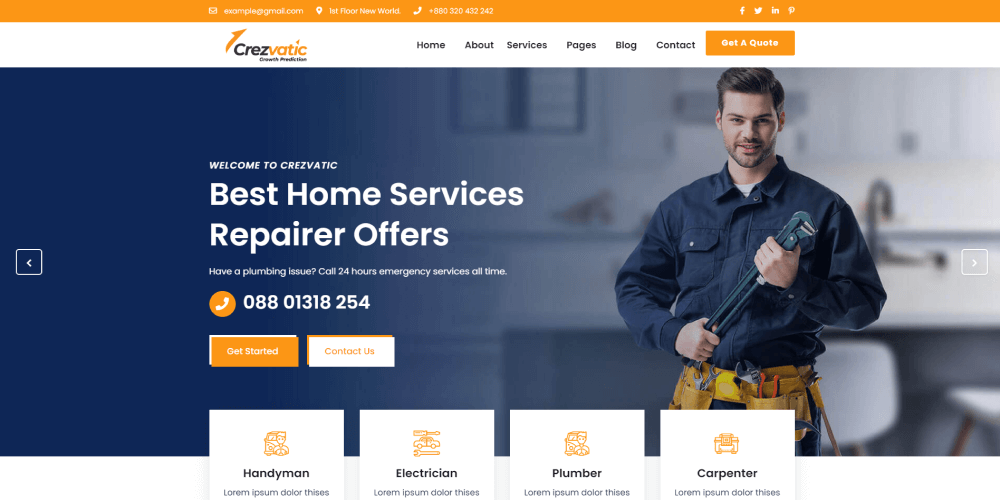 example@gmail.com 1st Floor New World. +880 320 432 242
Crezvatic
Growth Prediction
Home About Services Pages Blog Contact Get A Quote
WELCOME TO CREZVATIC
Best Home Services
Repairer Offers
Have a plumbing issue? Call 24 hours emergency services all time.
088 01318 254
Get Started Contact Us
Handyman Electrician Plumber Carpenter
Lorem ipsum dolor thises Lorem ipsum dolor thises Lorem ipsum dolor thises Lorem ipsum dolor thises